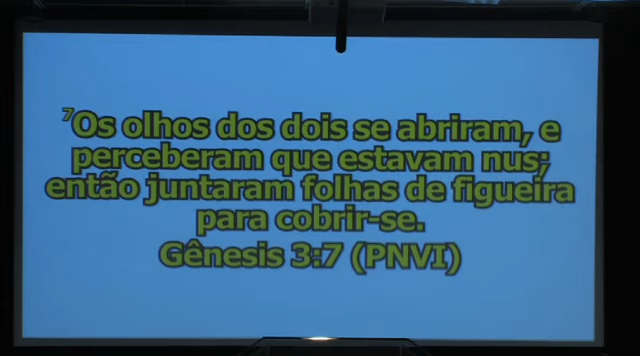 ⁷Os olhos dos dois se abriram, e
perceberam que estavam nus;
então juntaram folhas de figueira
para cobrir-se.
Gênesis 3:7 (PNVI)